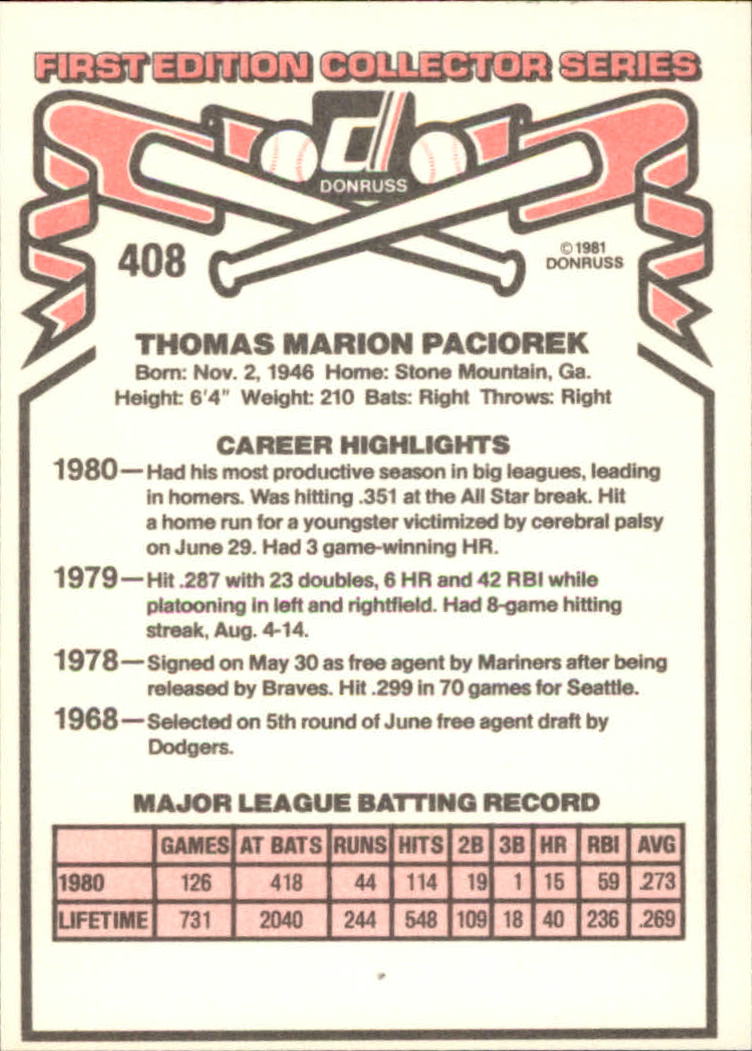 FIRST EDITION COLLECTOR SERIES
d
DONRUSS
408
© 1981
DONRUSS
THOMAS MARION PACIOREK
Born: Nov. 2, 1946 Home: Stone Mountain, Ga.
Height: 6'4" Weight: 210 Bats: Right Throws: Right
CAREER HIGHLIGHTS
1980—Had his most productive season in big leagues, leading
in homers. Was hitting .351 at the All Star break. Hit
a home run for a youngster victimized by cerebral palsy
on June 29. Had 3 game-winning HR.
1979—Hit .287 with 23 doubles, 6 HR and 42 RBI while
platooning in left and rightfield. Had 8-game hitting
streak, Aug. 4-14.
1978—Signed on May 30 as free agent by Mariners after being
released by Braves. Hit .299 in 70 games for Seattle.
1968—Selected on 5th round of June free agent draft by
Dodgers.
MAJOR LEAGUE BATTING RECORD
GAMES AT BATS RUNS HITS 2B 3B HR RBI AVG
1980 126 418 44 114 19 1 15 59 .273
LIFETIME 731 2040 244 548 109 18 40 236 .269